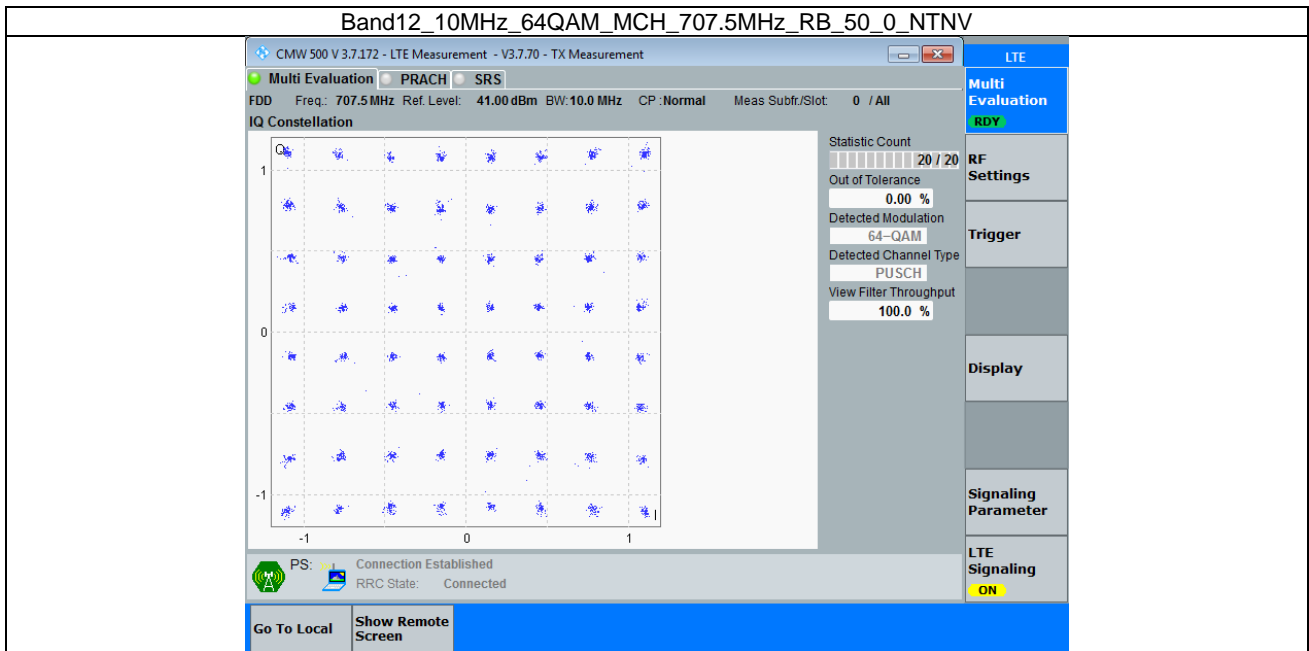 Band12_10MHz_64QAM_MCH_707.5MHz_RB_50_0_NTNV
CMW 500 V 3.7.172 - LTE Measurement - V3.7.70 - TX Measurement
LTE
Multi Evaluation PRACH SRS
Multi
Evaluation
RDY
FDD Freq.: 707.5 MHz Ref. Level: 41.00 dBm BW: 10.0 MHz CP : Normal Meas Subfr./Slot: 0 / All
IQ Constellation
Q
1
0
-1
-1 0 1
I
Statistic Count
20 / 20
Out of Tolerance
0.00 %
Detected Modulation
64-QAM
Detected Channel Type
PUSCH
View Filter Throughput
100.0 %
RF
Settings
Trigger
Display
Signaling
Parameter
LTE
Signaling
ON
PS: Connection Established
RRC State: Connected
Go To Local
Show Remote
Screen